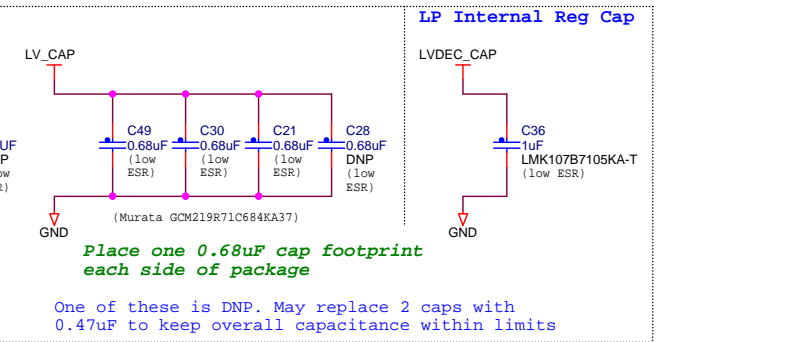 LP Internal Reg Cap
LV_CAP
LVDEC_CAP
UF
P
ow
R)
C49
0.68uF
(low
ESR)
C30
0.68uF
(low
ESR)
C21
0.68uF
(low
ESR)
C28
0.68uF
DNP
(low
ESR)
C36
1uF
LMK107B7105KA-T
(low ESR)
(Murata GCM219R71C684KA37)
GND
GND
Place one 0.68uF cap footprint
each side of package
One of these is DNP. May replace 2 caps with
0.47uF to keep overall capacitance within limits